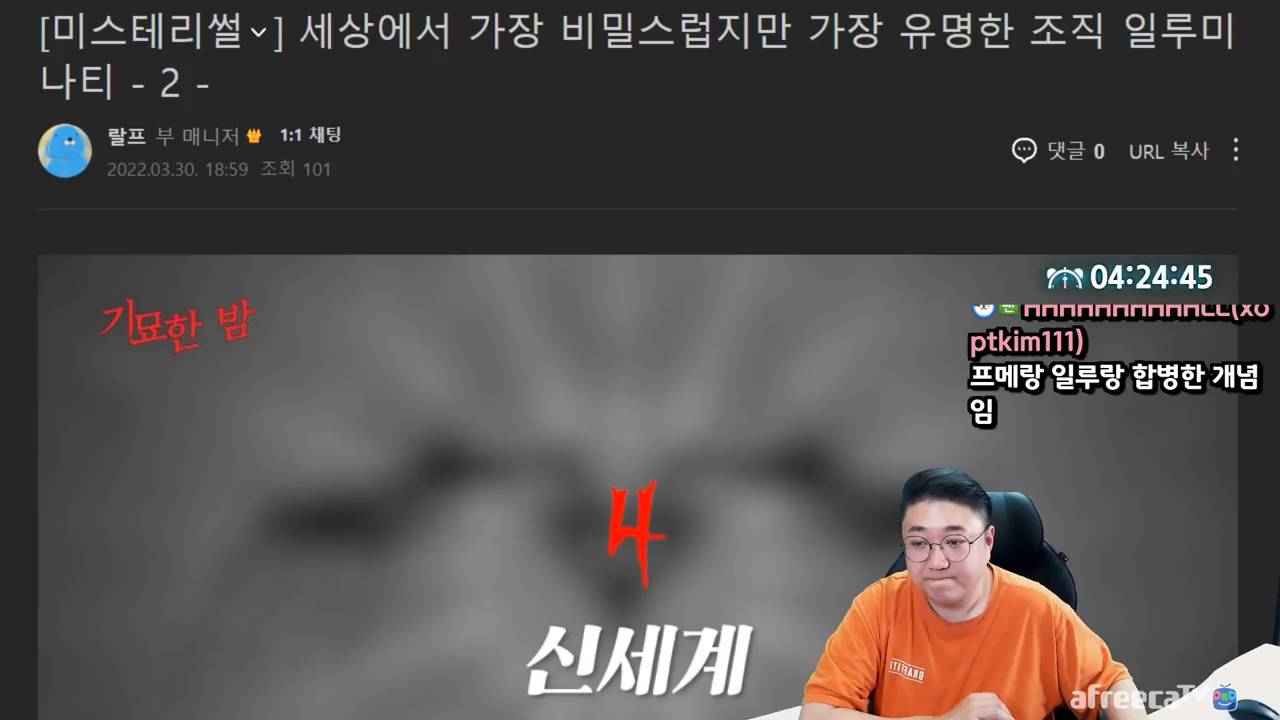 [미스테리썰] 세상에서 가장 비밀스럽지만 가장 유명한 조직 일루미
나티 - 2 -
랄프 부 매니저 1:1 채팅
2022.03.30. 18:59 조회 101
댓글 0 URL 복사
기묘한 밤
04:24:45
ptkim111)
프메랑 일루랑 합병한 개념
임
4
신세계
GRAFFITI
afreecaTV